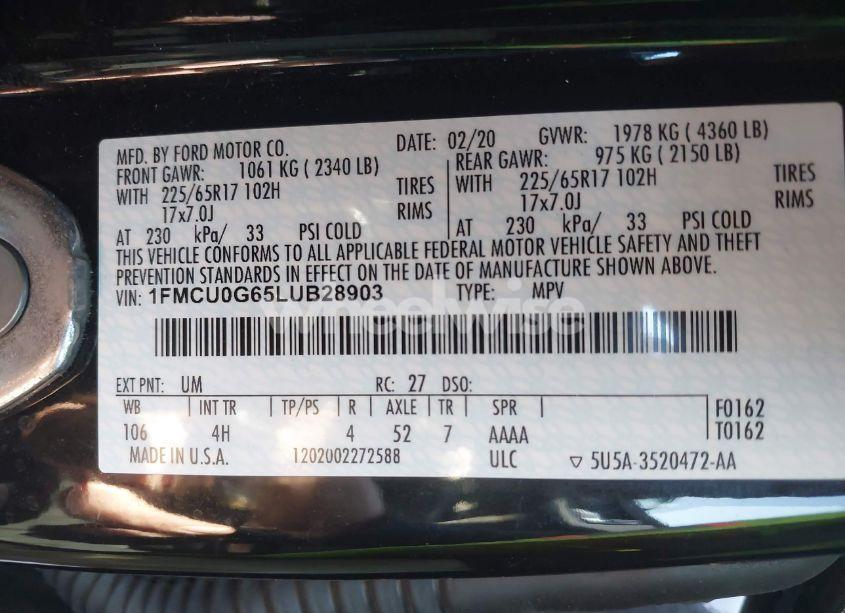 MFD. BY FORD MOTOR CO. DATE: 02/20 GVWR: 1978 KG ( 4360 LB)
FRONT GAWR: 1061 KG ( 2340 LB) REAR GAWR: 975 KG ( 2150 LB)
WITH 225/65R17 102H TIRES WITH 225/65R17 102H TIRES
17x7.0J RIMS 17x7.0J RIMS
AT 230 kPa/ 33 PSI COLD AT 230 kPa/ 33 PSI COLD
THIS VEHICLE CONFORMS TO ALL APPLICABLE FEDERAL MOTOR VEHICLE SAFETY AND THEFT
PREVENTION STANDARDS IN EFFECT ON THE DATE OF MANUFACTURE SHOWN ABOVE.
VIN: 1FMCU0G65LUB28903 TYPE: MPV
wheelwise
EXT PNT: UM RC: 27 DSO:
WB INT TR TP/PS R AXLE TR SPR F0162
106 4H 4 52 7 AAAA T0162
MADE IN U.S.A. 1202002272588 ULC ▽ 5U5A-3520472-AA